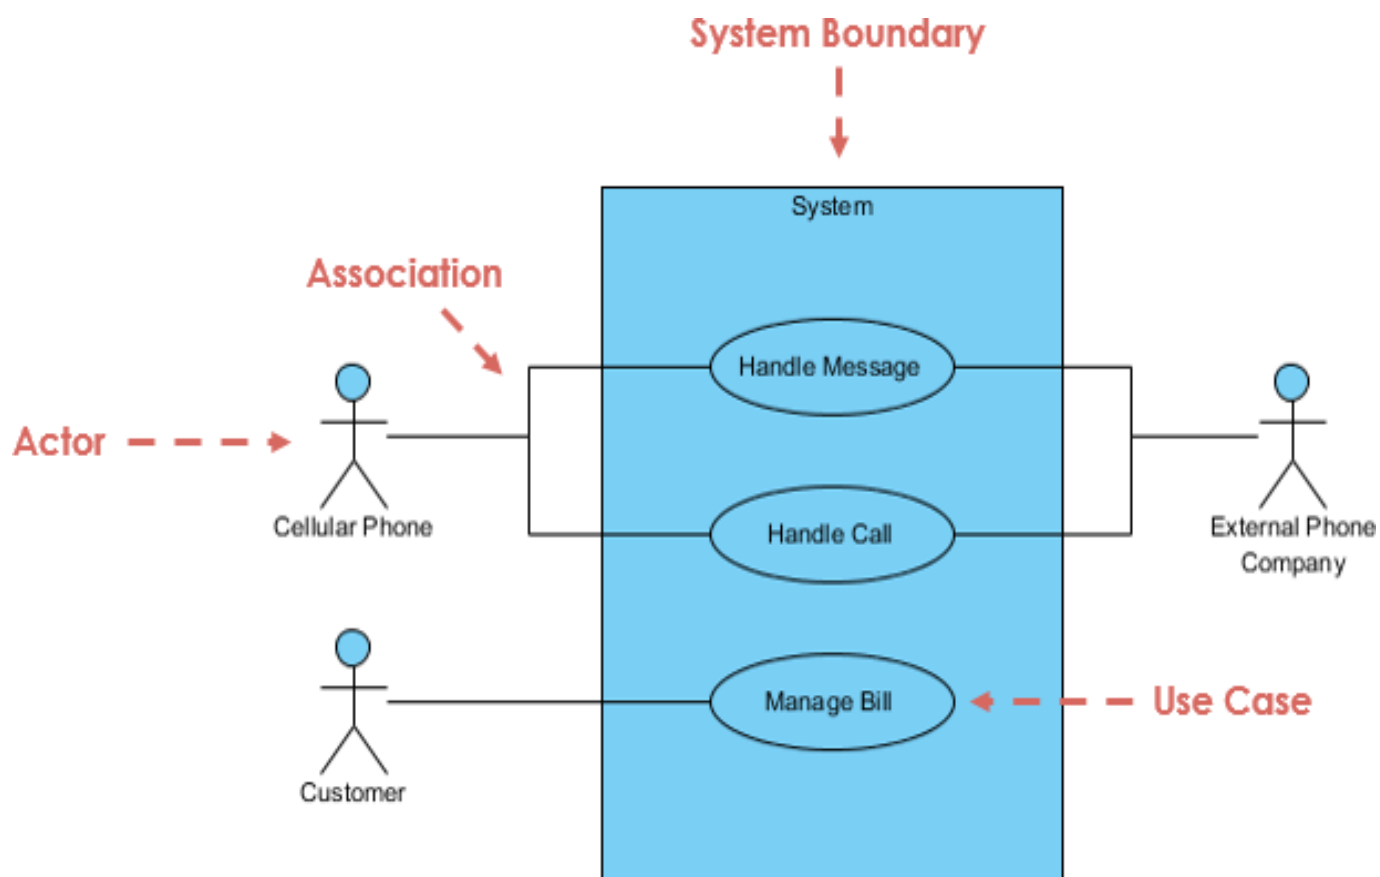 System Boundary
System
Association
Handle Message
Actor
Cellular Phone
Handle Call
External Phone
Company
Manage Bill
Use Case
Customer